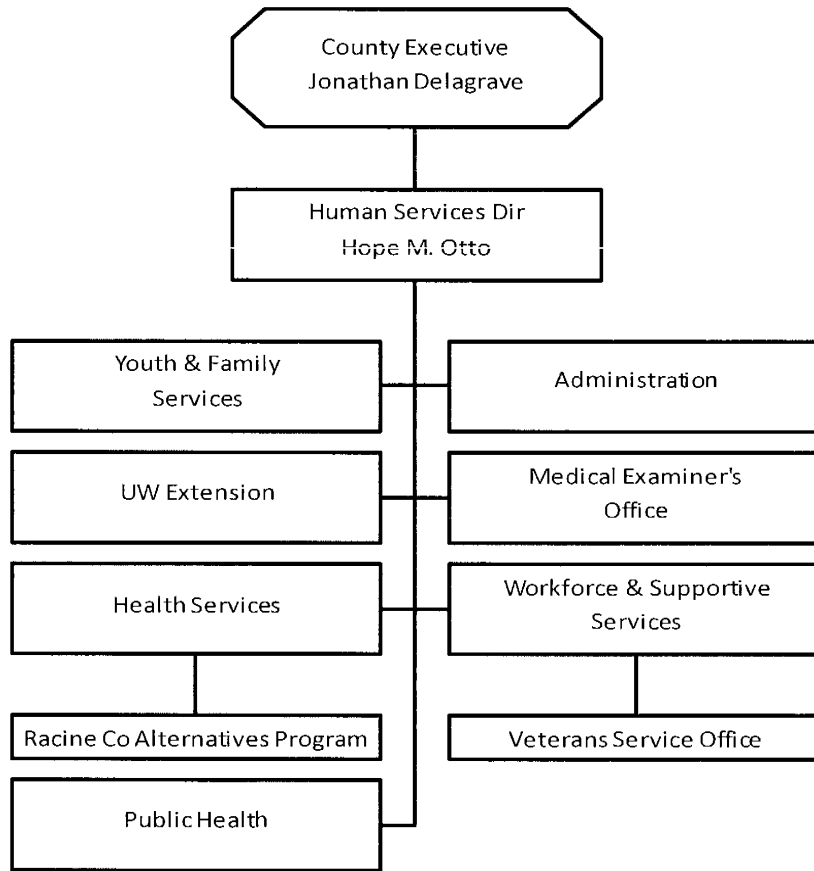 County Executive
Jonathan Delagrave
Human Services Dir
Hope M. Otto
Youth & Family
Services
Administration
UW Extension
Medical Examiner's
Office
Health Services
Workforce & Supportive
Services
Racine Co Alternatives Program
Veterans Service Office
Public Health